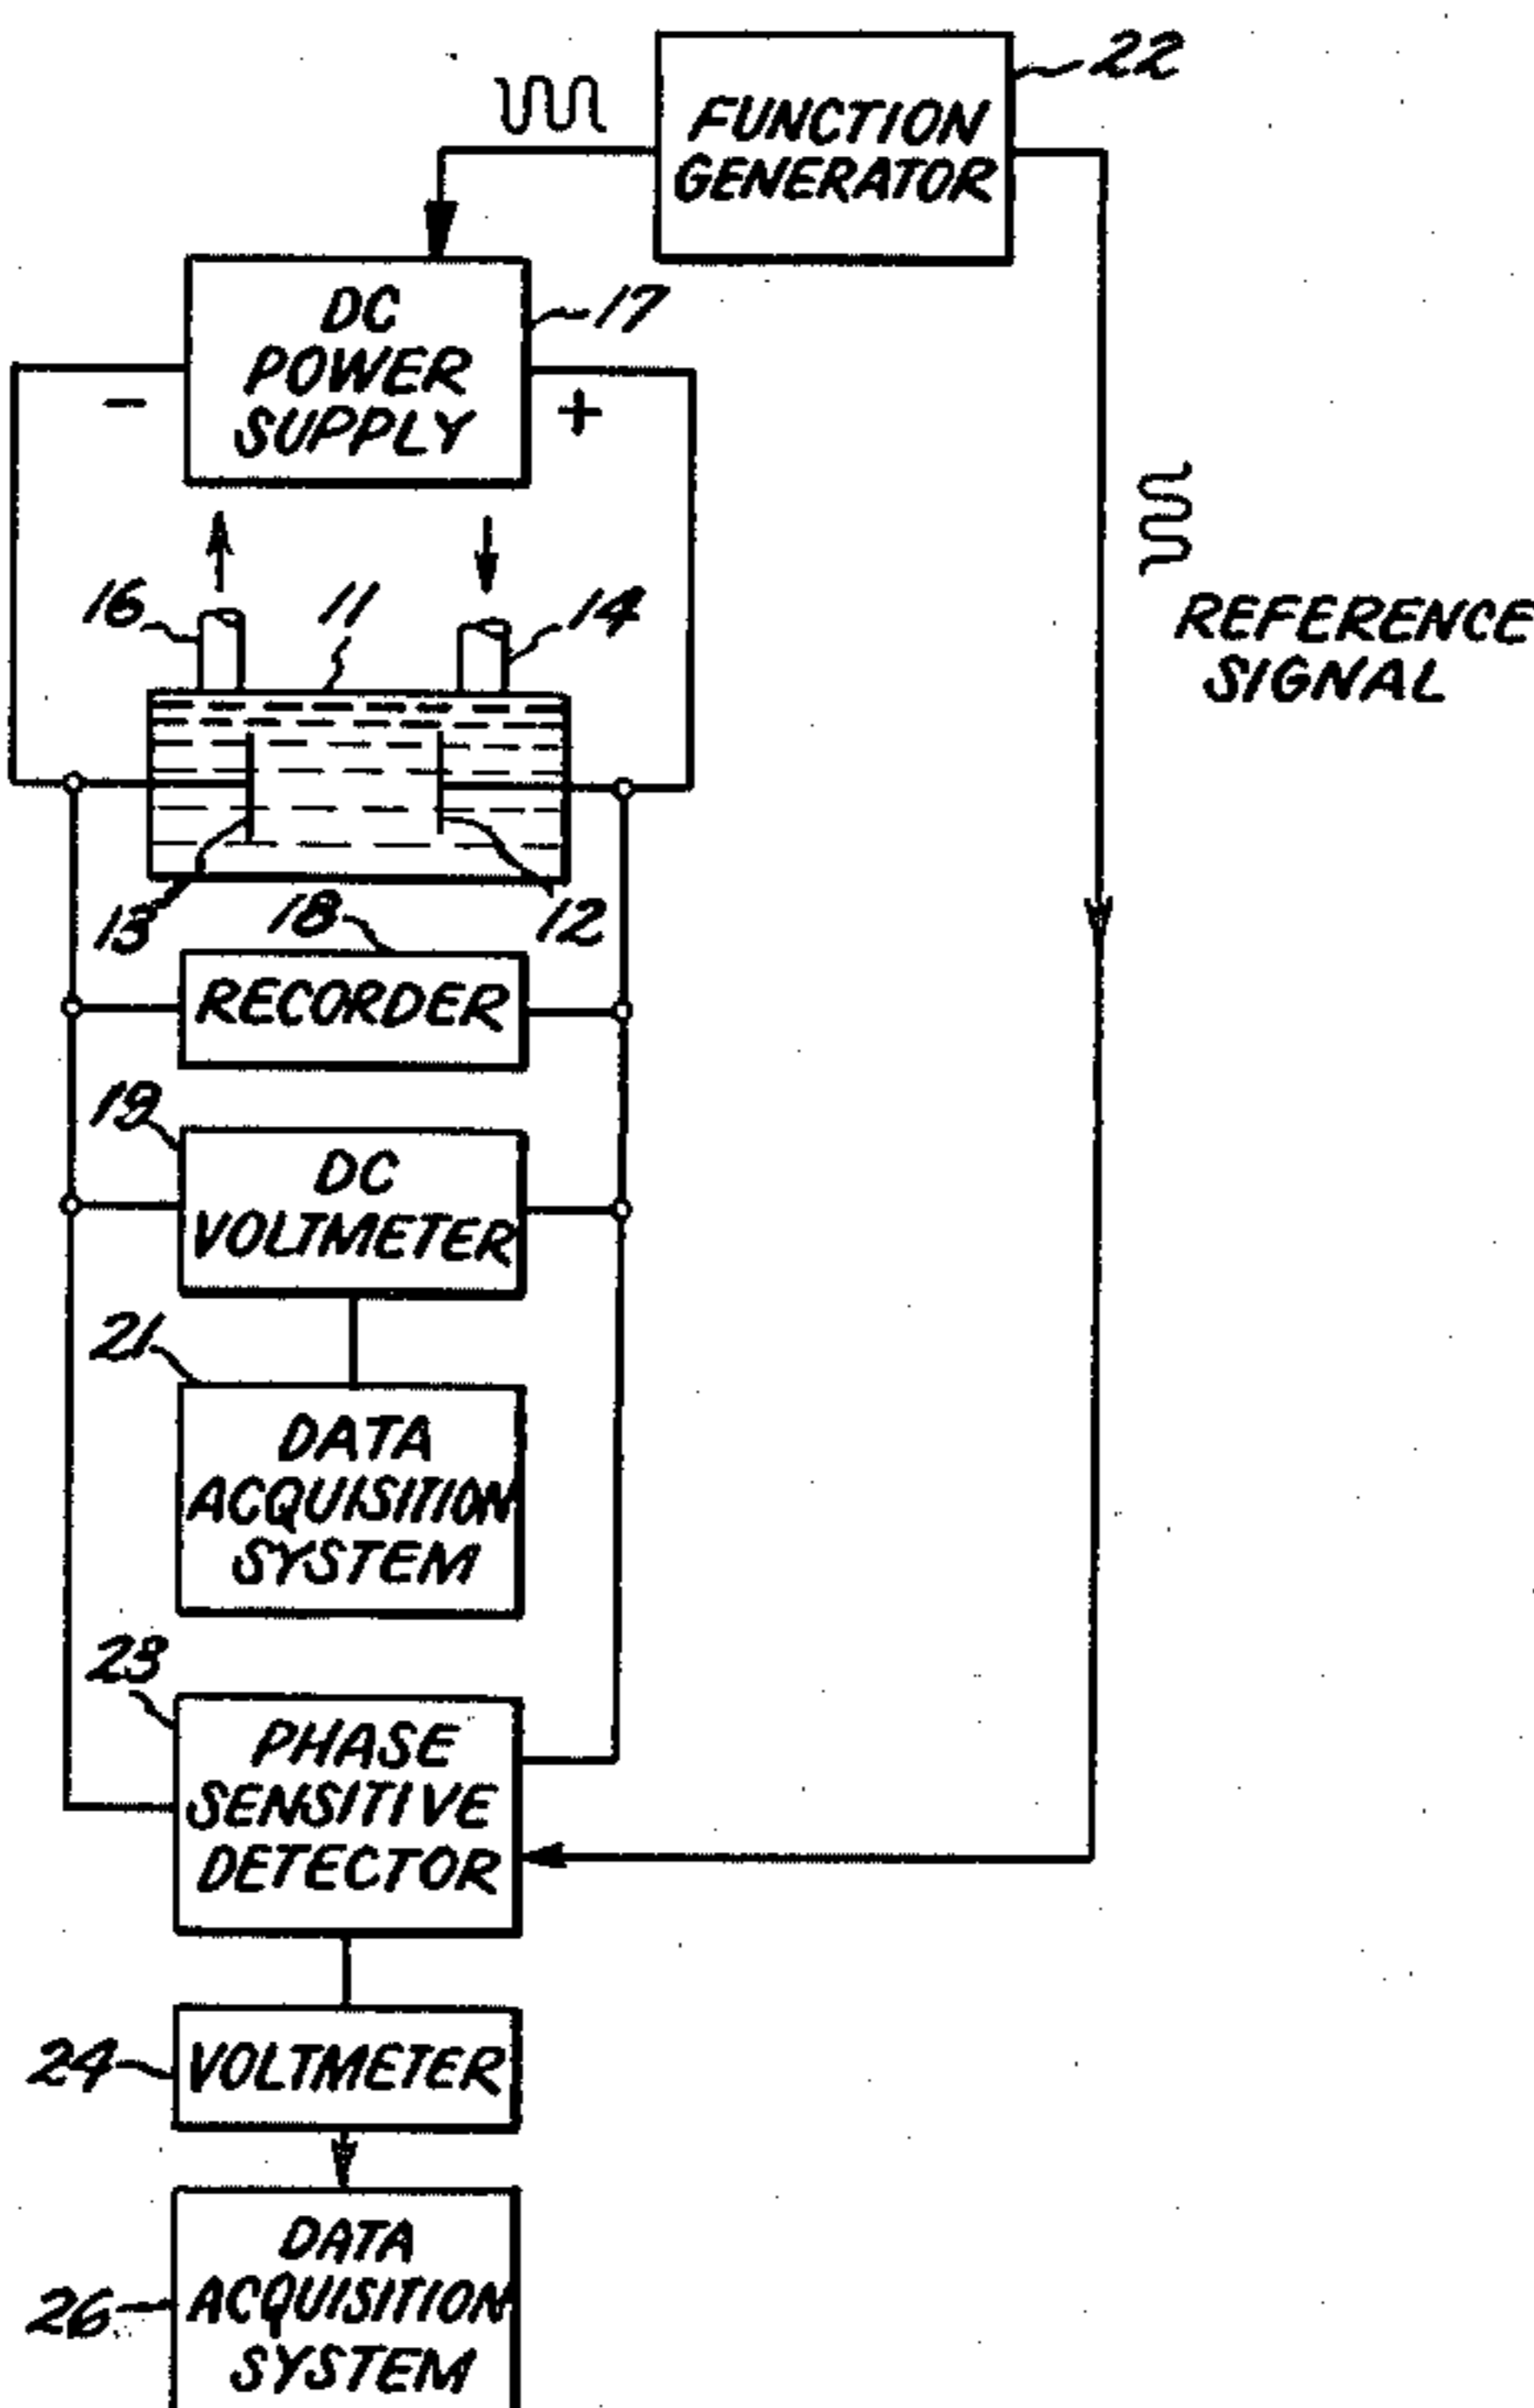 22
FUNCTION
GENERATOR
DC
POWER
SUPPLY
17
-
+
REFERENCE
SIGNAL
16
11
14
13
18
12
RECORDER
19
DC
VOLTMETER
21
DATA
ACQUISITION
SYSTEM
23
PHASE
SENSITIVE
DETECTOR
24
VOLTMETER
26
DATA
ACQUISITION
SYSTEM